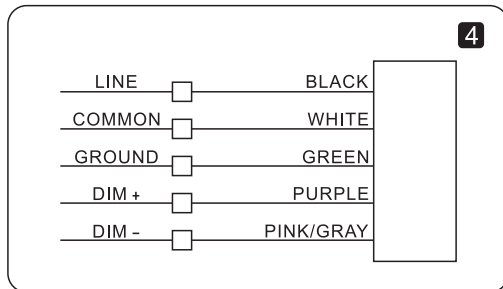 4
LINE BLACK
COMMON WHITE
GROUND GREEN
DIM + PURPLE
DIM - PINK/GRAY